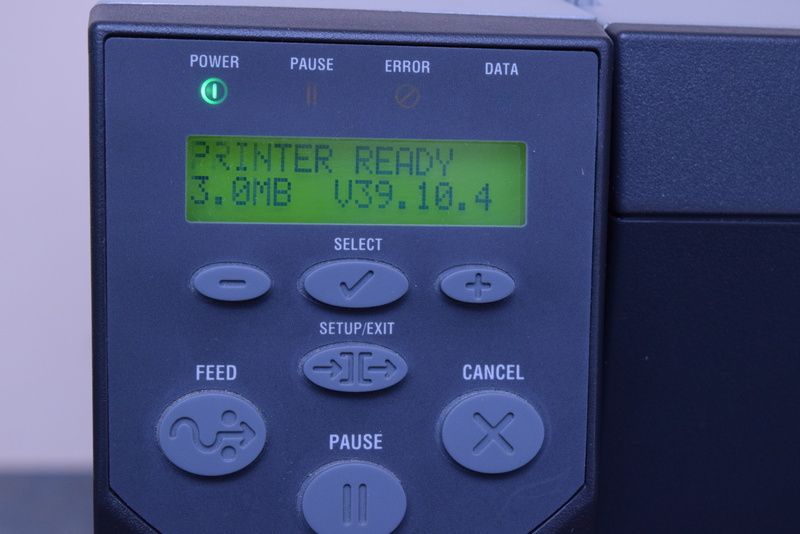 POWER PAUSE ERROR DATA
PRINTER READY
3.0MB V39.10.4
SELECT
SETUP/EXIT
FEED
CANCEL
PAUSE